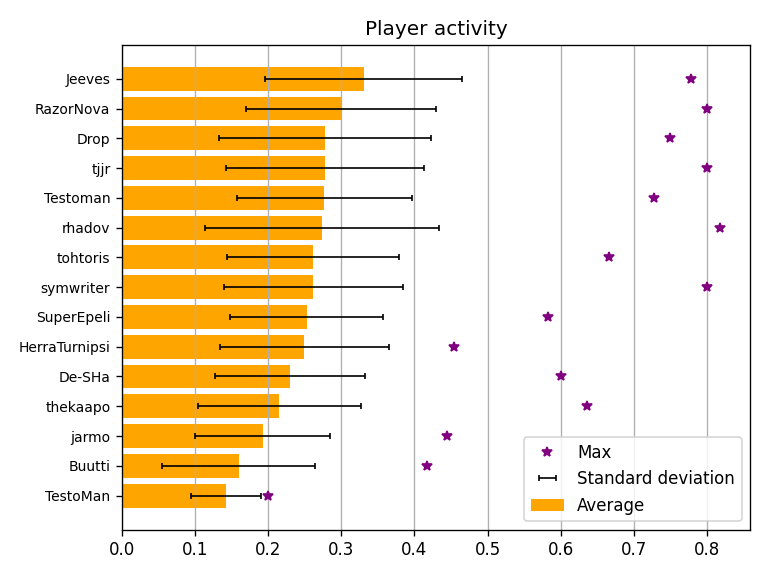 Player activity
Jeeves
RazorNova
Drop
tjjr
Testoman
rhadov
tohtoris
symwriter
SuperEpeli
HerraTurnipsi
De-SHa
thekaapo
jarmo
Buutti
TestoMan
Max
Standard deviation
Average
0.0 0.1 0.2 0.3 0.4 0.5 0.6 0.7 0.8